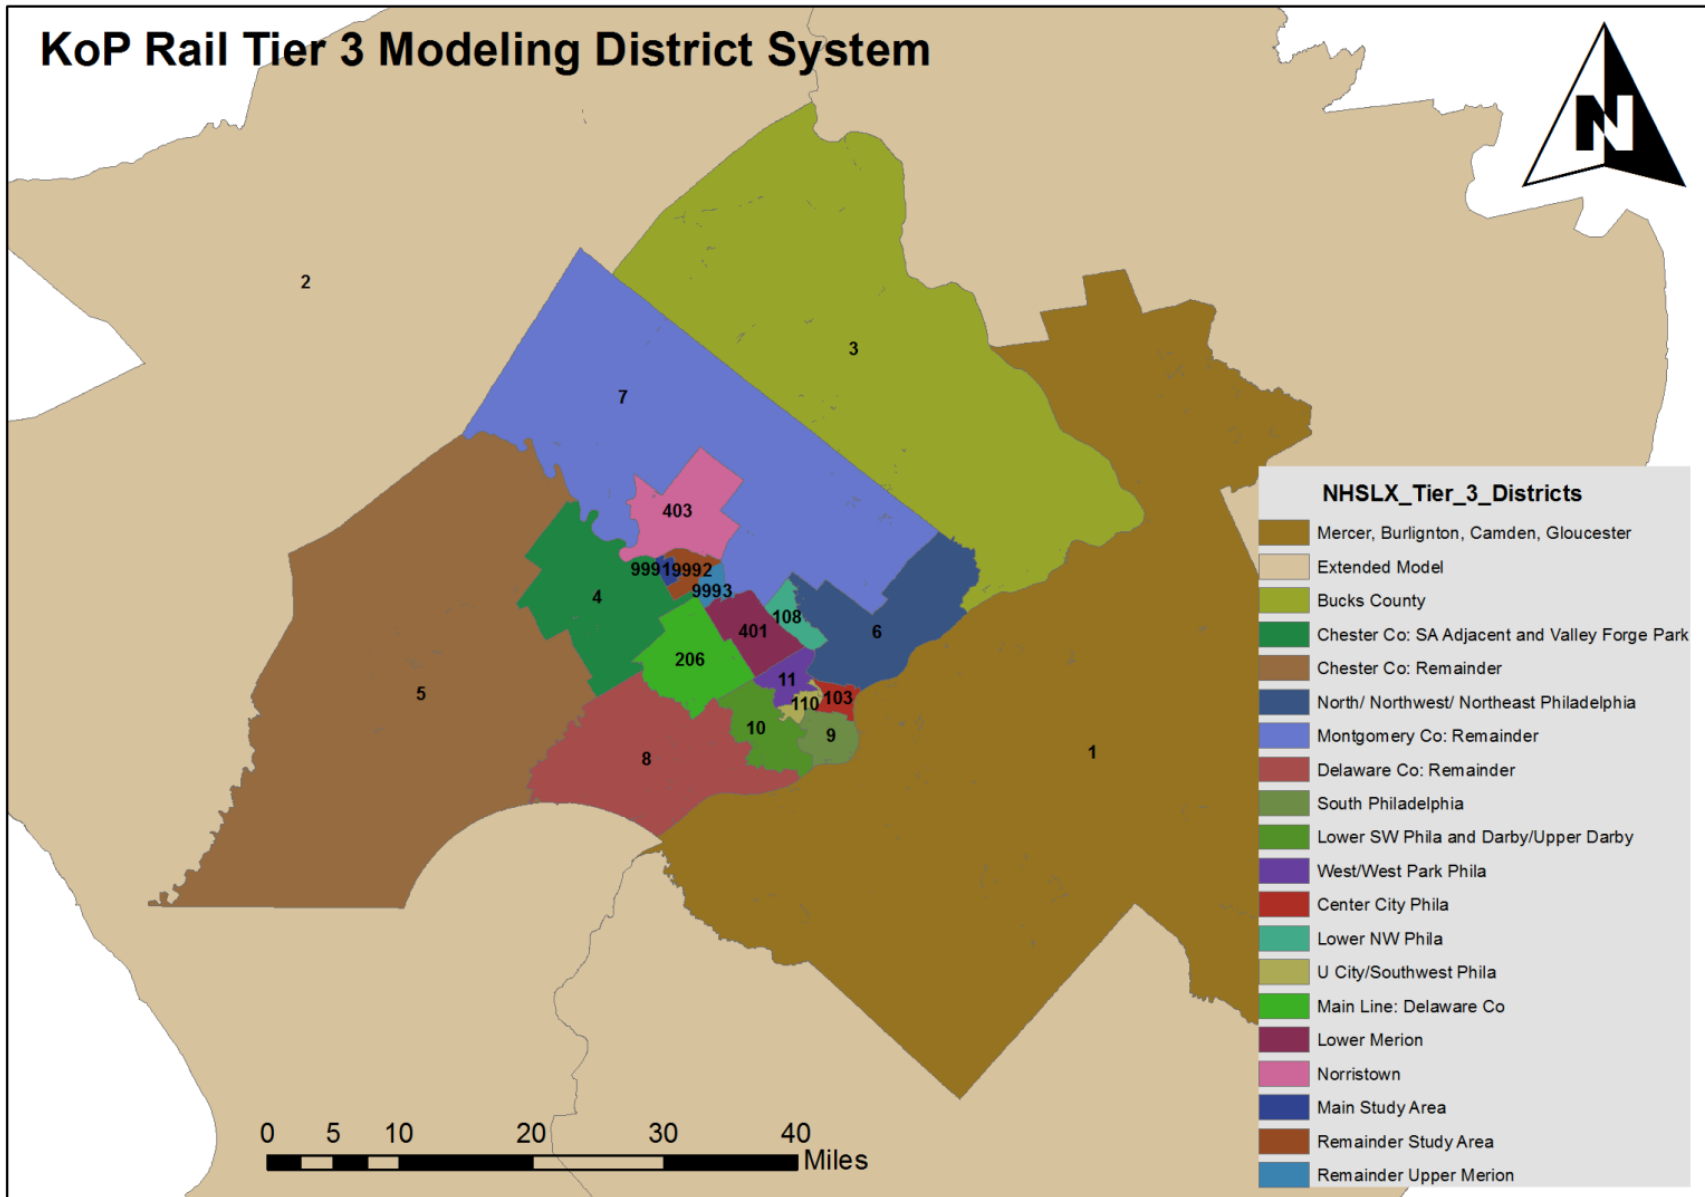 KoP Rail Tier 3 Modeling District System
N
2
3
7
403
9991
9992
9993
4
108
401
6
206
11
5
110
103
10
9
8
1
NHSLX_Tier_3_Districts
Mercer, Burlignton, Camden, Gloucester
Extended Model
Bucks County
Chester Co: SA Adjacent and Valley Forge Park
Chester Co: Remainder
North/ Northwest/ Northeast Philadelphia
Montgomery Co: Remainder
Delaware Co: Remainder
South Philadelphia
Lower SW Phila and Darby/Upper Darby
West/West Park Phila
Center City Phila
Lower NW Phila
U City/Southwest Phila
Main Line: Delaware Co
Lower Merion
Norristown
Main Study Area
Remainder Study Area
Remainder Upper Merion
0 5 10 20 30 40
Miles